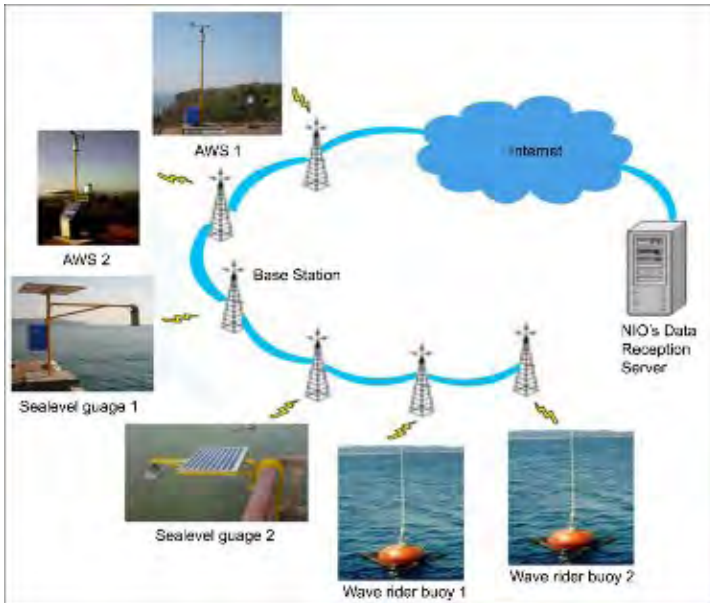 AWS 1
Internet
AWS 2
Base Station
NIO's Data
Reception
Server
Sealevel guage 1
Sealevel guage 2
Wave rider buoy 1
Wave rider buoy 2